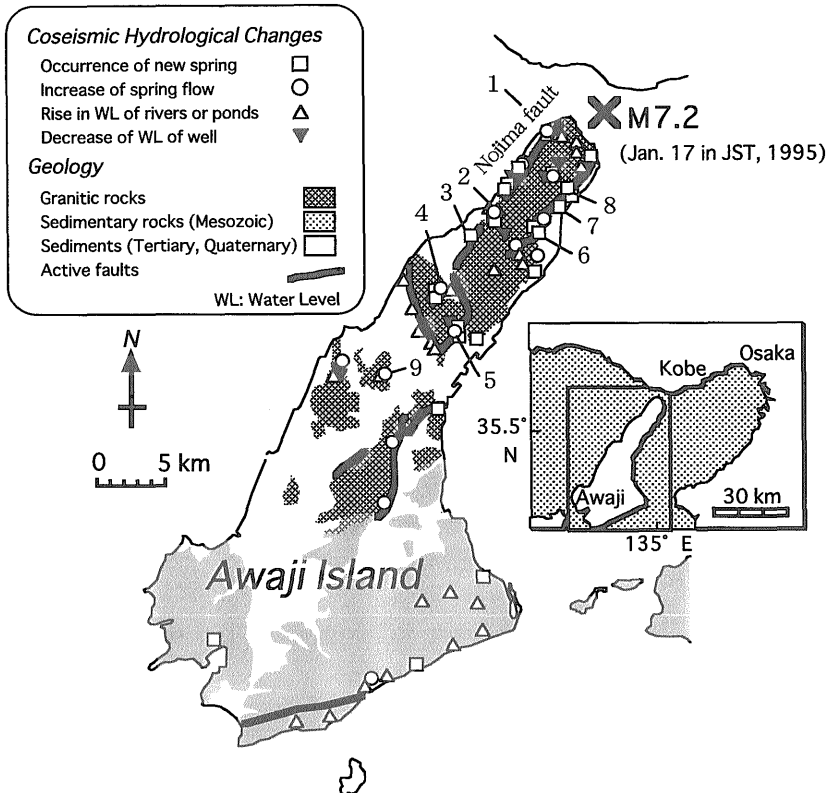 Coseismic Hydrological Changes
Occurrence of new spring
Increase of spring flow
Rise in WL of rivers or ponds
Decrease of WL of well
Geology
Granitic rocks
Sedimentary rocks (Mesozoic)
Sediments (Tertiary, Quaternary)
Active faults
WL: Water Level
1
Nojima fault
M7.2
(Jan. 17 in JST, 1995)
2
3
4
8
7
6
5
9
N
0 5 km
Kobe
Osaka
35.5°
N
Awaji
30 km
135° E
Awaji Island